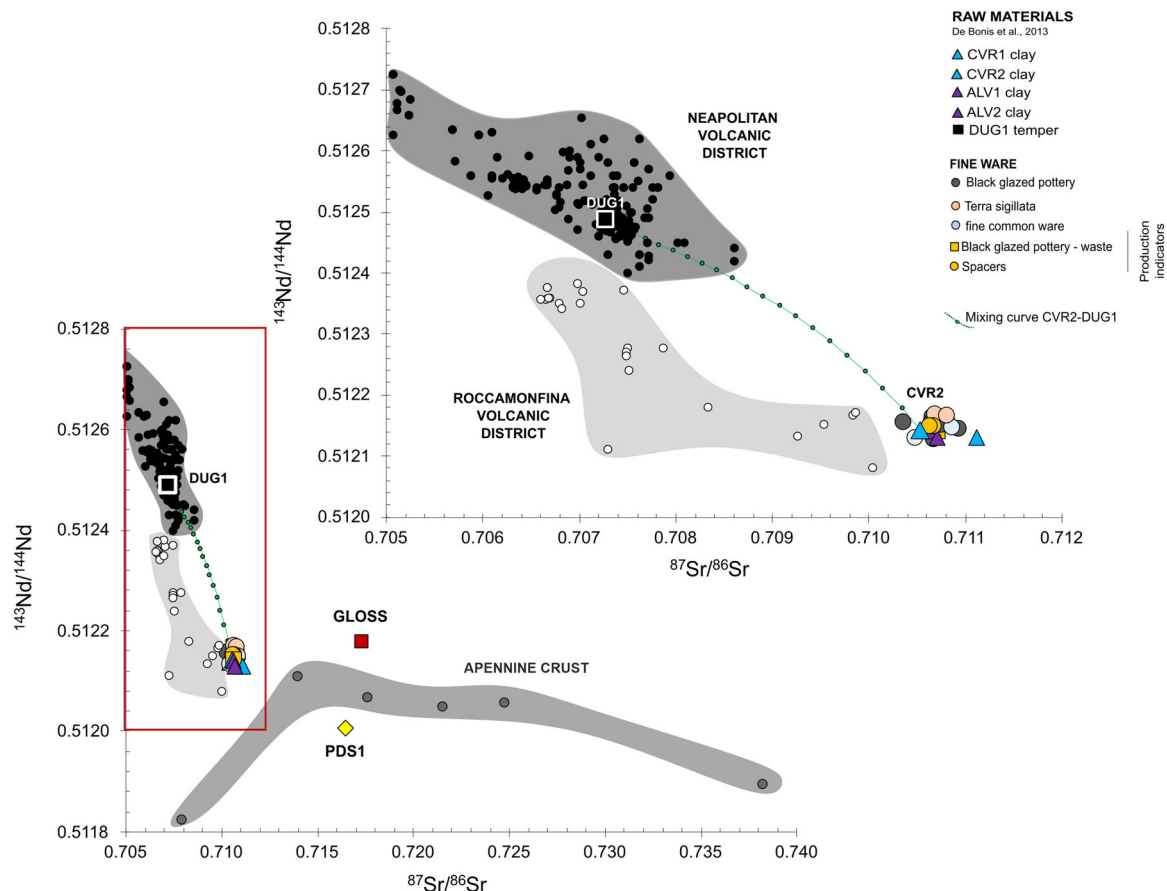 RAW MATERIALS
De Bonis et al., 2013
CVR1 clay
CVR2 clay
ALV1 clay
ALV2 clay
DUG1 temper
FINE WARE
Black glazed pottery
Terra sigillata
fine common ware
Black glazed pottery - waste
Spacers
Production
indicators
Mixing curve CVR2-DUG1
0.5128
0.5127
0.5126
0.5125
0.5124
0.5123
0.5122
0.5121
0.5120
143Nd/144Nd
NEAPOLITAN
VOLCANIC
DISTRICT
DUG1
ROCCAMONFINA
VOLCANIC
DISTRICT
CVR2
0.705
0.706
0.707
0.708
0.709
0.710
0.711
0.712
87Sr/86Sr
0.5128
0.5126
0.5124
0.5122
0.5120
0.5118
143Nd/144Nd
DUG1
GLOSS
APENNINE CRUST
PDS1
0.705
0.710
0.715
0.720
0.725
0.730
0.735
0.740
87Sr/86Sr